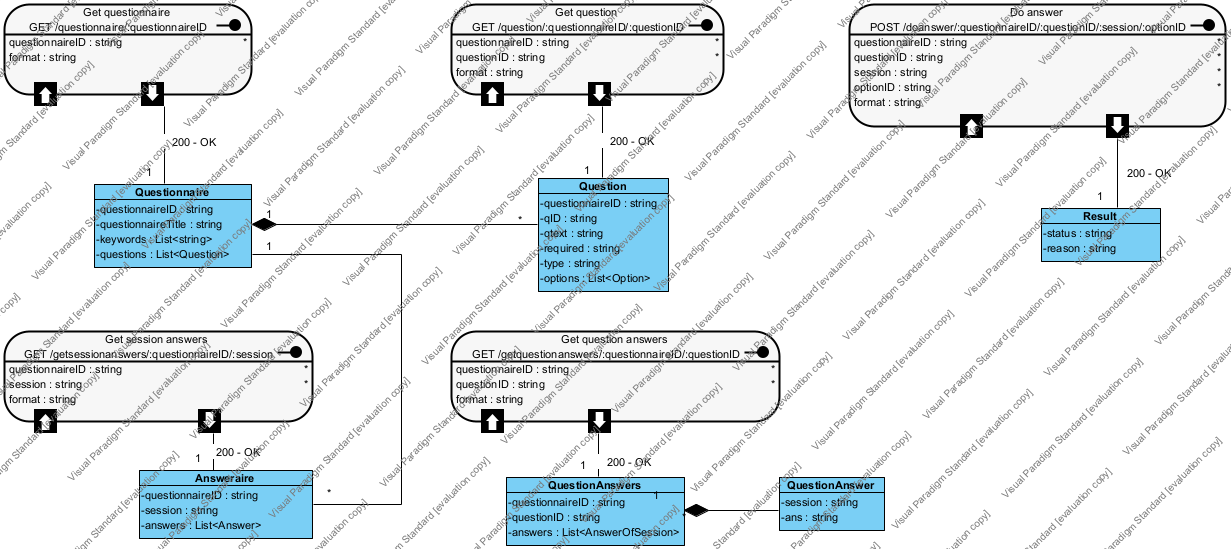 Get questionnaire
GET /questionnaire/:questionnaireID
questionnaireID : string *
format : string
200 - OK
1
Questionnaire
-questionnaireID : string
-questionnaireTitle : string
-keywords : List<string>
-questions : List<Question>
1
*
1
Get question
GET /question/:questionnaireID/:questionID
questionnaireID : string *
questionID : string *
format : string
200 - OK
1
Question
-questionnaireID : string
-qID : string
-qtext : string
-required : string
-type : string
-options : List<Option>
Do answer
POST /doanswer/:questionnaireID/:questionID/:session/:optionID
questionnaireID : string *
questionID : string *
session : string *
optionID : string *
format : string
200 - OK
1
Result
-status : string
-reason : string
Get session answers
GET /getsessionanswers/:questionnaireID/:session
questionnaireID : string *
session : string *
format : string
200 - OK
1
Answeraire
-questionnaireID : string
-session : string
-answers : List<Answer>
*
Get question answers
GET /getquestionanswers/:questionnaireID/:questionID
questionnaireID : string *
questionID : string *
format : string
200 - OK
1
QuestionAnswers
-questionnaireID : string
-questionID : string
-answers : List<AnswerOfSession>
1
QuestionAnswer
-session : string
-ans : string
Visual Paradigm Standard [evaluation copy]